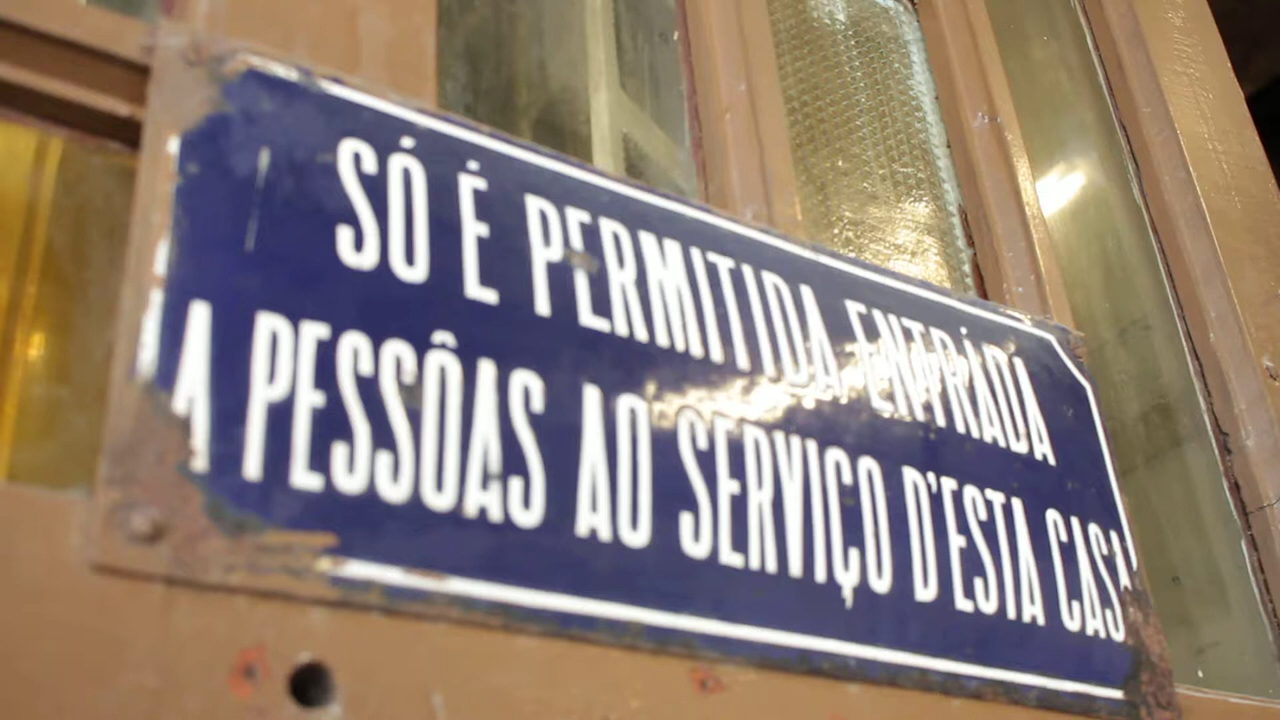 SÓ É PERMITIDA ENTRADA
A PESSÔAS AO SERVIÇO D'ESTA CASA